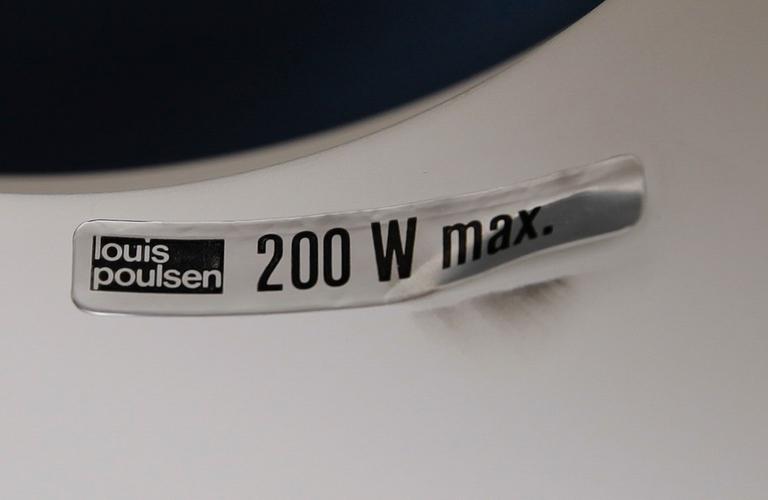 louis
poulsen
200 W max.